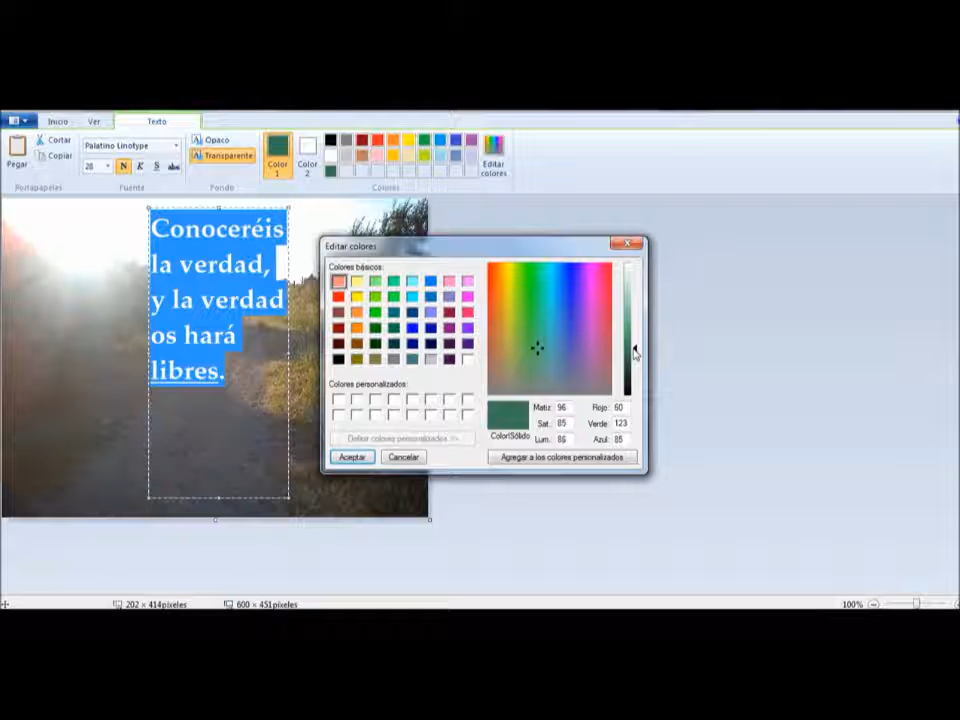 Inicio Ver Texto
Pegar
Cortar
Copiar
Portapapeles
Palatino Linotype
28 N K S abc
Fuente
Opaco
Transparente
Fondo
Color 1
Color 2
Colores
Editar colores
Conoceréis
la verdad,
y la verdad
os hará
libres.
Editar colores
Colores básicos:
Colores personalizados:
Definir colores personalizados >>
Aceptar Cancelar
Color|Sólido
Matiz: 96 Rojo: 60
Sat.: 85 Verde: 123
Lum.: 86 Azul: 85
Agregar a los colores personalizados
202 × 414píxeles 600 × 451píxeles 100%